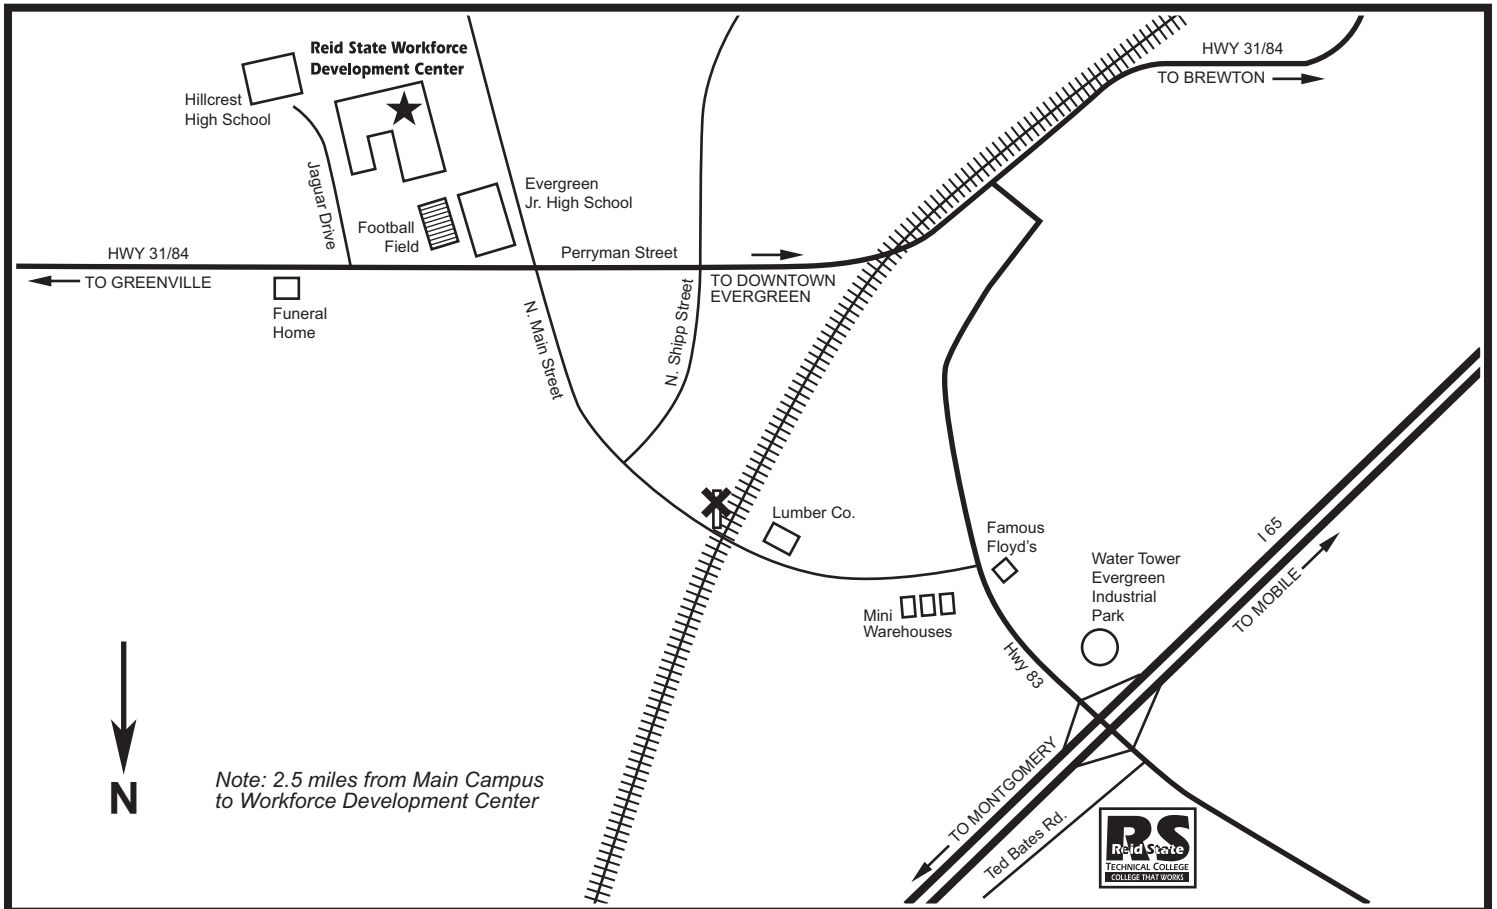 Reid State Workforce
Development Center
HWY 31/84
TO BREWTON
Hillcrest
High School
Jaguar Drive
Evergreen
Jr. High School
Football
Field
HWY 31/84
Perryman Street
TO GREENVILLE
TO DOWNTOWN
EVERGREEN
Funeral
Home
N. Main Street
N. Shipp Street
Lumber Co.
Famous
Floyd's
I 65
Water Tower
Evergreen
Industrial
Park
TO MOBILE
Mini
Warehouses
Hwy 83
N
Note: 2.5 miles from Main Campus
to Workforce Development Center
TO MONTGOMERY
Ted Bates Rd.
RS
Reid State
TECHNICAL COLLEGE
COLLEGE THAT WORKS